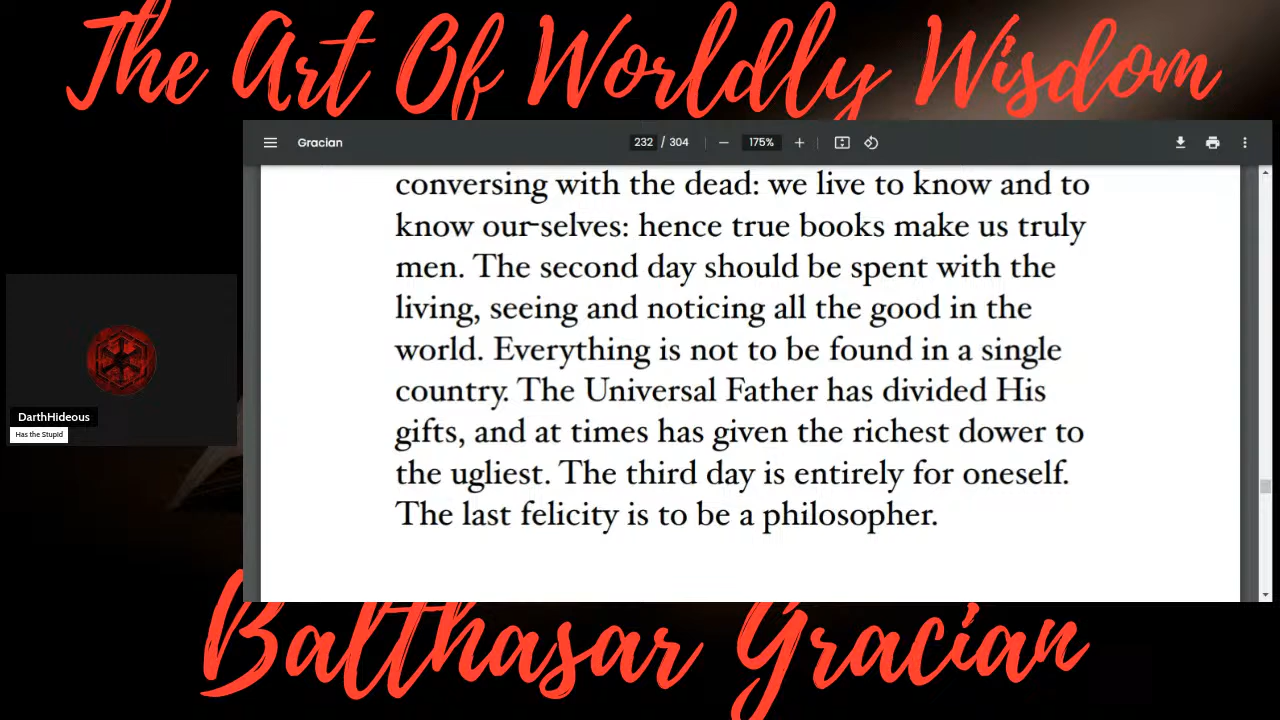 The Art Of Worldly Wisdom
Gracian
232 / 304
175%
conversing with the dead: we live to know and to
know our-selves: hence true books make us truly
men. The second day should be spent with the
living, seeing and noticing all the good in the
world. Everything is not to be found in a single
country. The Universal Father has divided His
gifts, and at times has given the richest dower to
the ugliest. The third day is entirely for oneself.
The last felicity is to be a philosopher.
DarthHideous
Has the Stupid
Balthasar Gracian